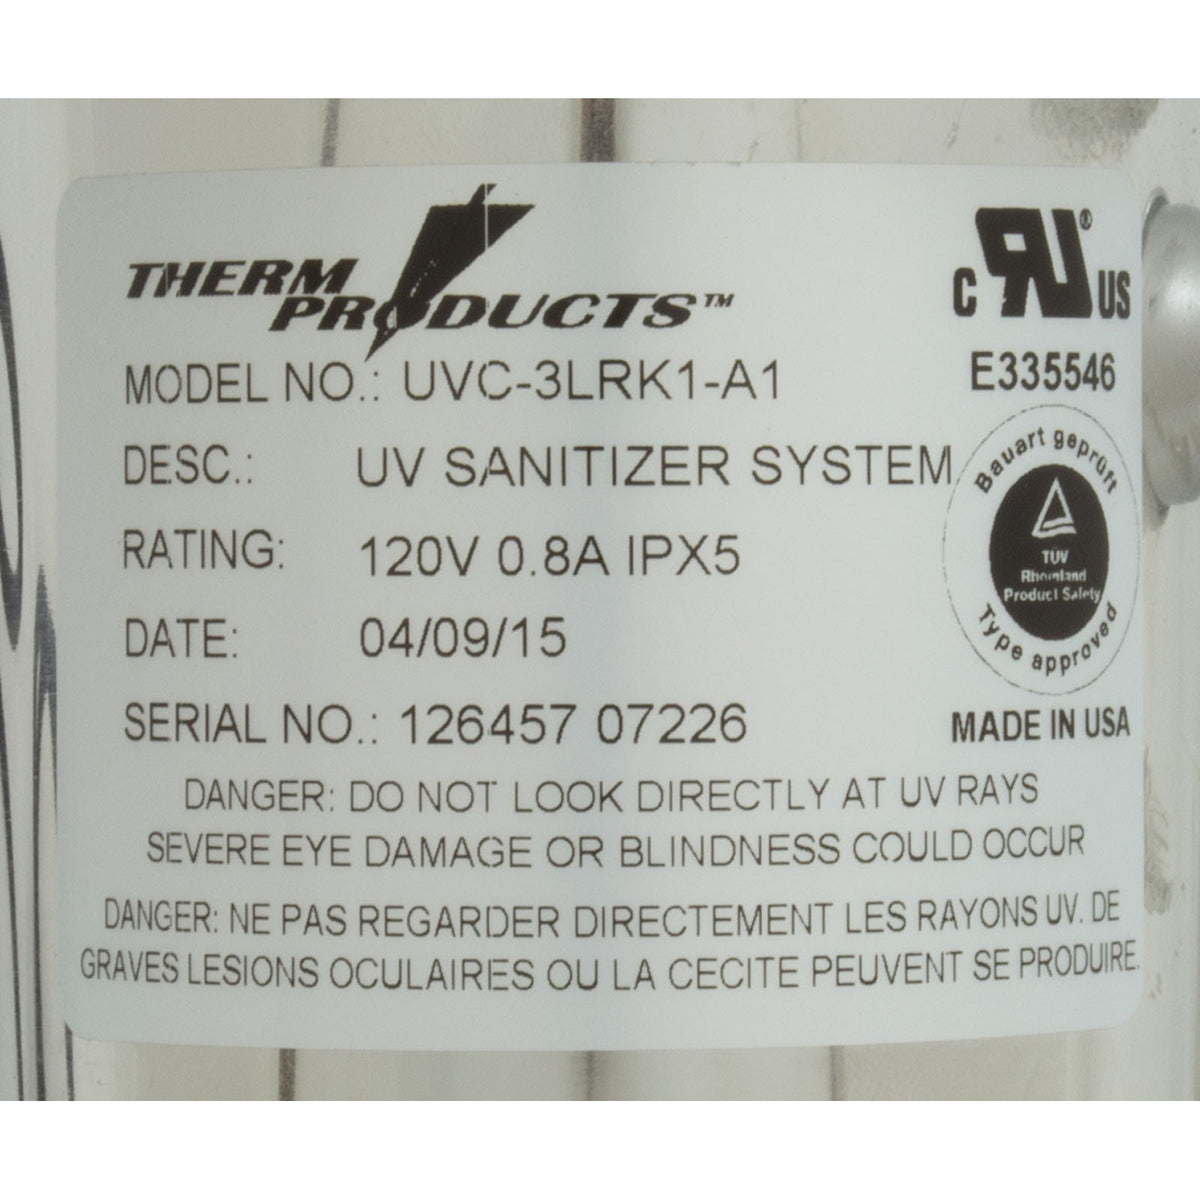 THERM
PRODUCTS™
C RU® US
E335546
MODEL NO.: UVC-3LRK1-A1
DESC.: UV SANITIZER SYSTEM
RATING: 120V 0.8A IPX5
DATE: 04/09/15
SERIAL NO.: 126457 07226
Bauart geprüft
TÜV
Rheinland
Product Safety
Type approved
MADE IN USA
DANGER: DO NOT LOOK DIRECTLY AT UV RAYS
SEVERE EYE DAMAGE OR BLINDNESS COULD OCCUR
DANGER: NE PAS REGARDER DIRECTEMENT LES RAYONS UV. DE
GRAVES LESIONS OCULAIRES OU LA CECITE PEUVENT SE PRODUIRE.